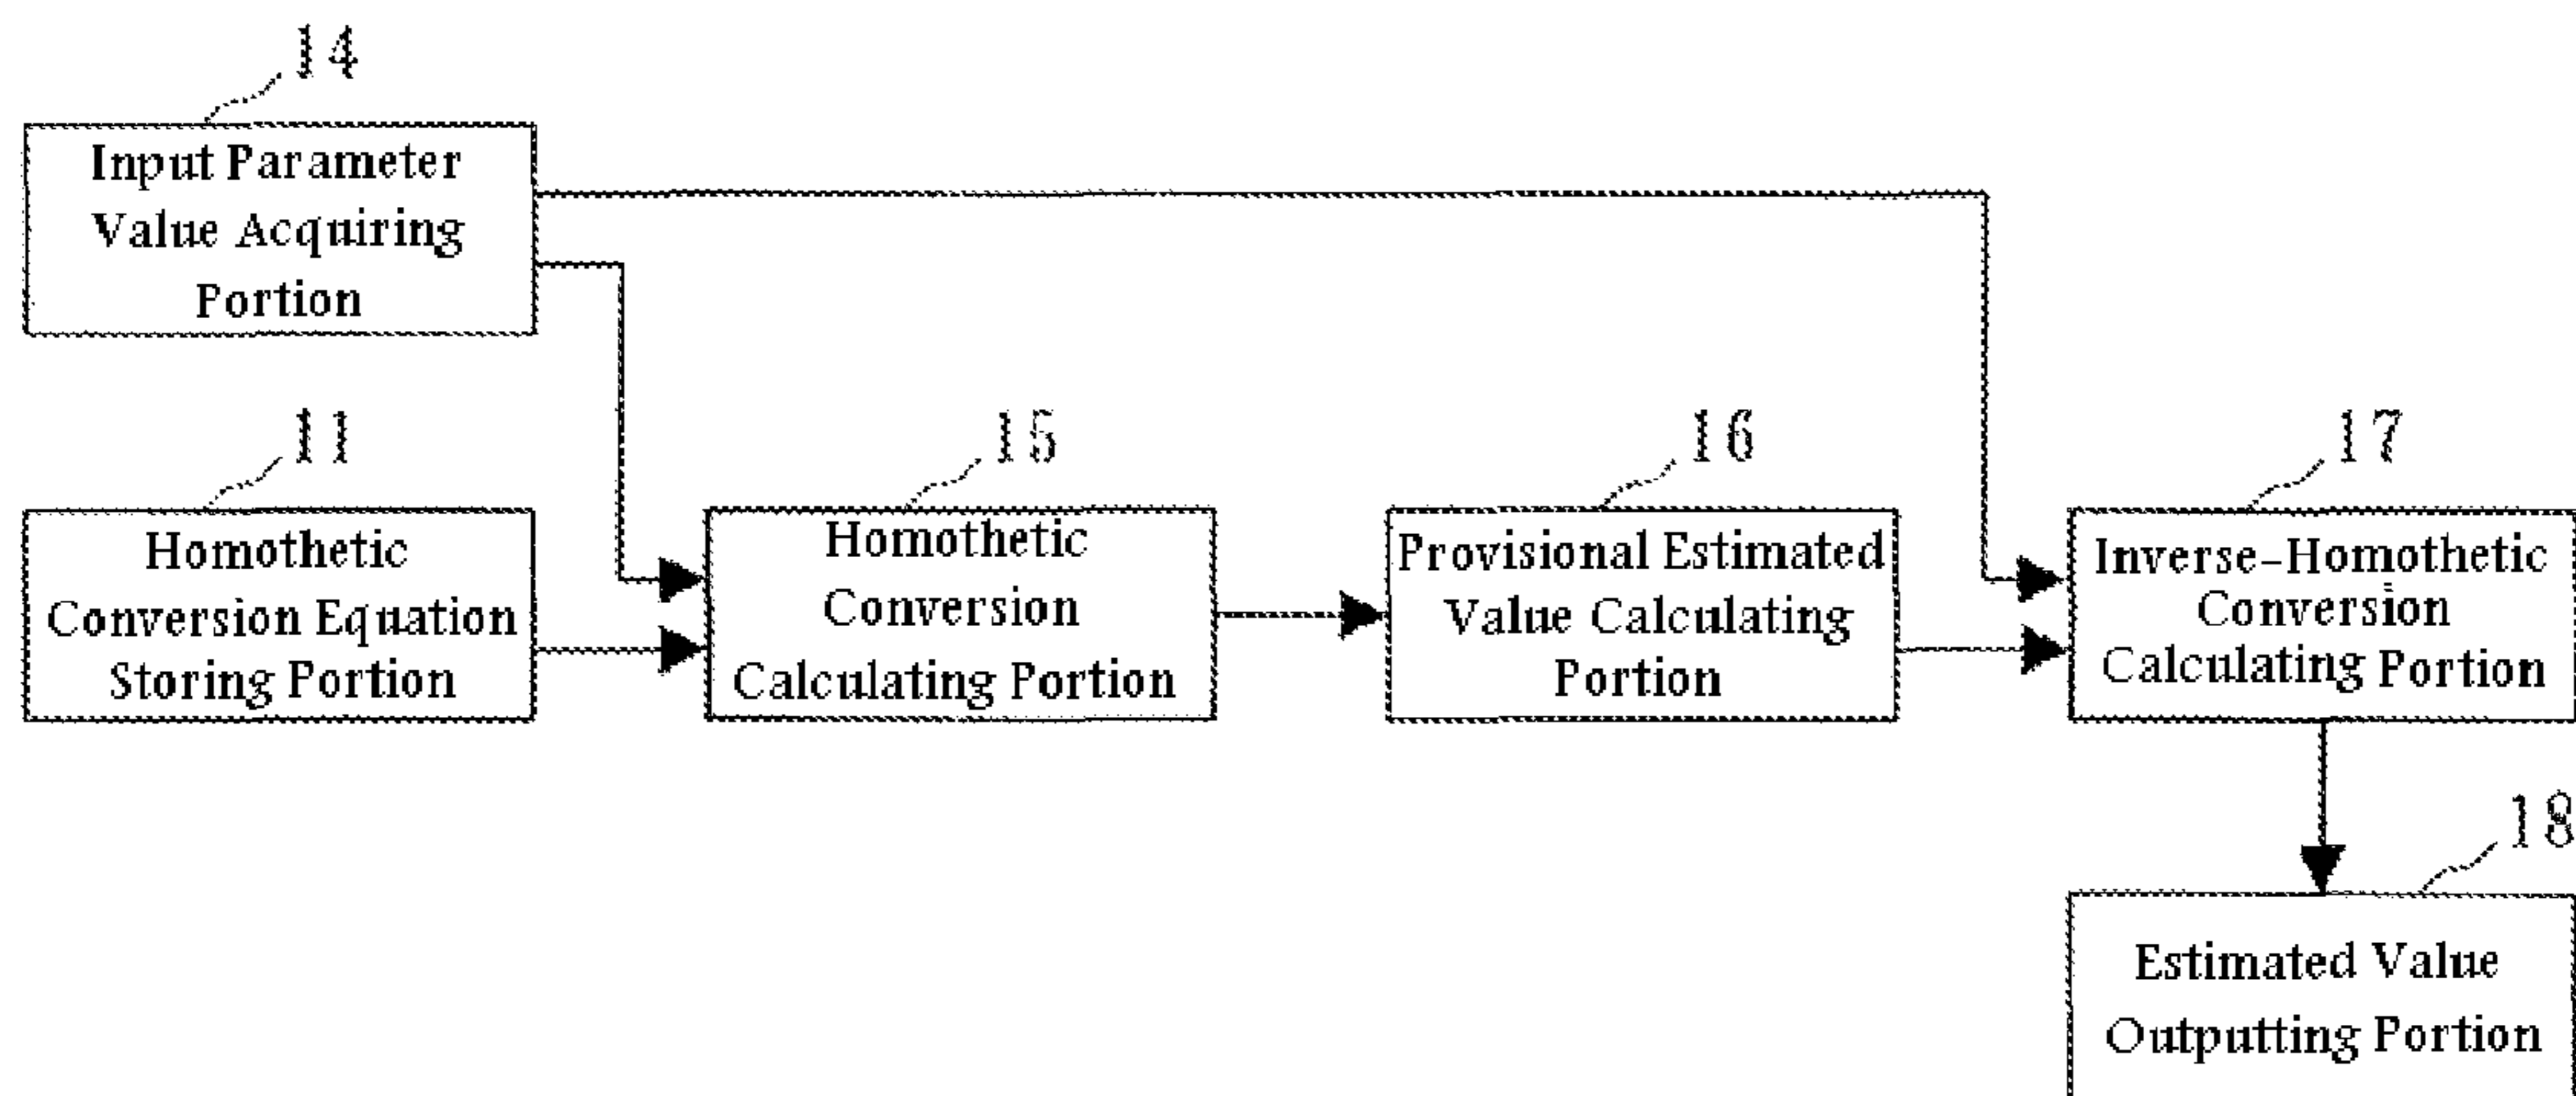 14
Input Parameter
Value Acquiring
Portion
11
Homothetic
Conversion Equation
Storing Portion
15
Homothetic
Conversion
Calculating Portion
16
Provisional Estimated
Value Calculating
Portion
17
Inverse-Homothetic
Conversion
Calculating Portion
18
Estimated Value
Outputting Portion